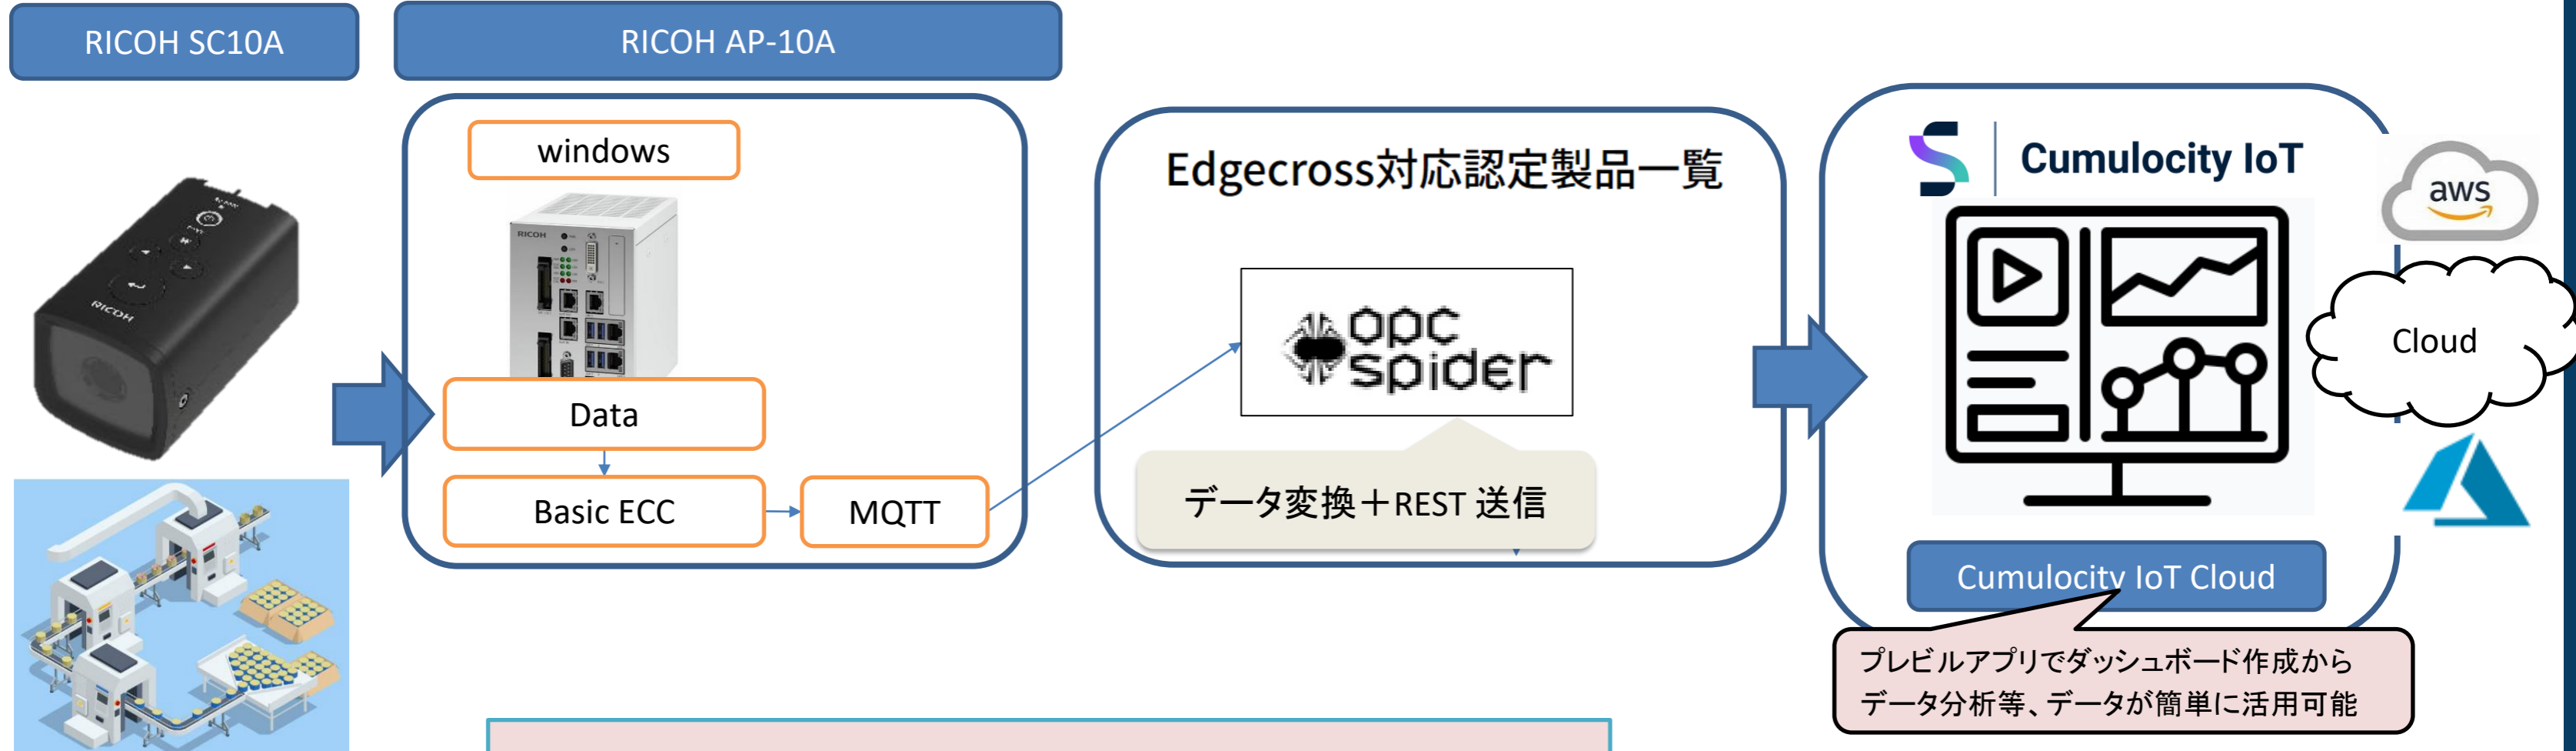 RICOH SC10A
RICOH AP-10A
windows
RICOH
RICOH
Data
Basic ECC
MQTT
Edgecross対応認定製品一覧
opc
spider
データ変換＋REST 送信
Cumulocity IoT
aws
Cloud
Cumulocity IoT Cloud
プレビルアプリでダッシュボード作成から
データ分析等、データが簡単に活用可能